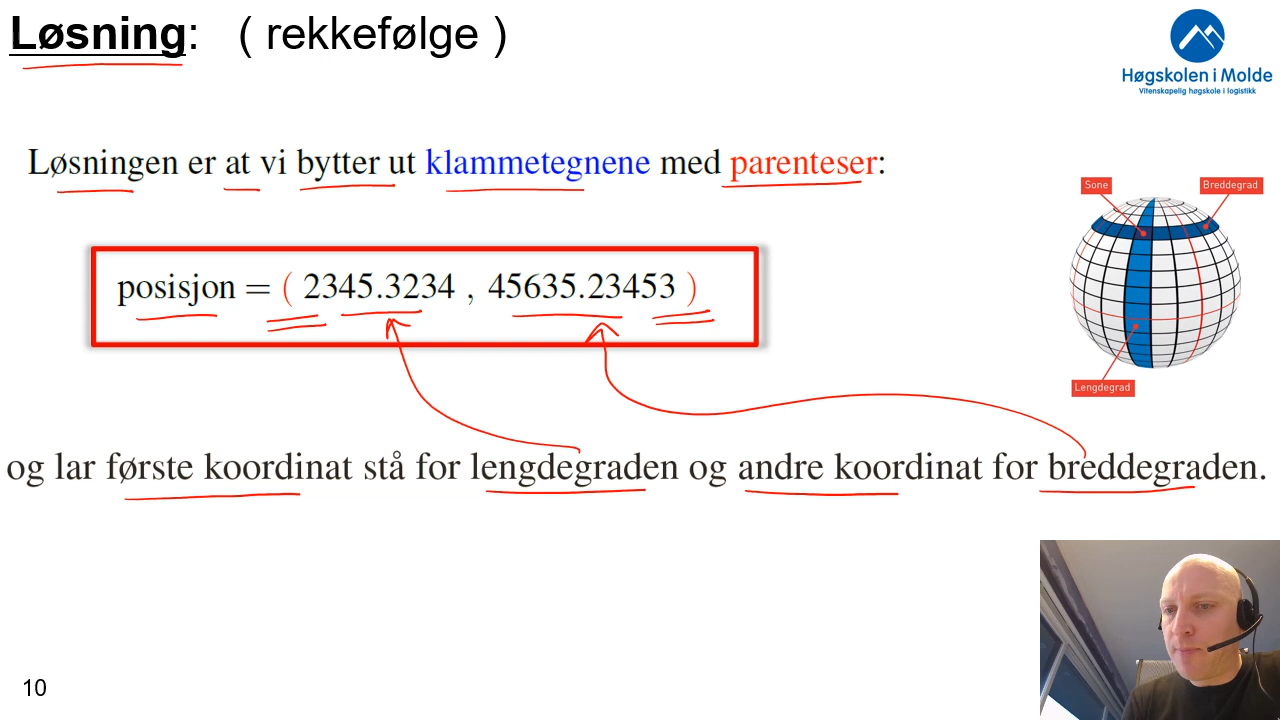 Løsning: ( rekkefølge )
Høgskolen i Molde
Vitenskapelig høgskole i logistikk
Løsningen er at vi bytter ut klammetegnene med parenteser:
Sone
Breddegrad
posisjon = ( 2345.3234 , 45635.23453 )
Lengdegrad
og lar første koordinat stå for lengdegraden og andre koordinat for breddegraden.
10